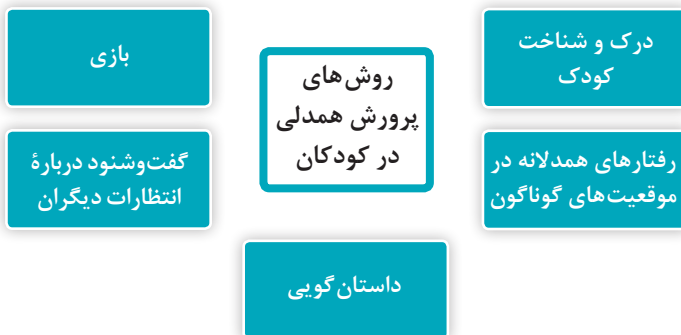 روش‌های
پرورش همدلی
در کودکان
درک و شناخت
کودک
بازی
رفتارهای همدلانه در
موقعیت‌های گوناگون
گفت‌وشنود دربارهٔ
انتظارات دیگران
داستان‌گویی